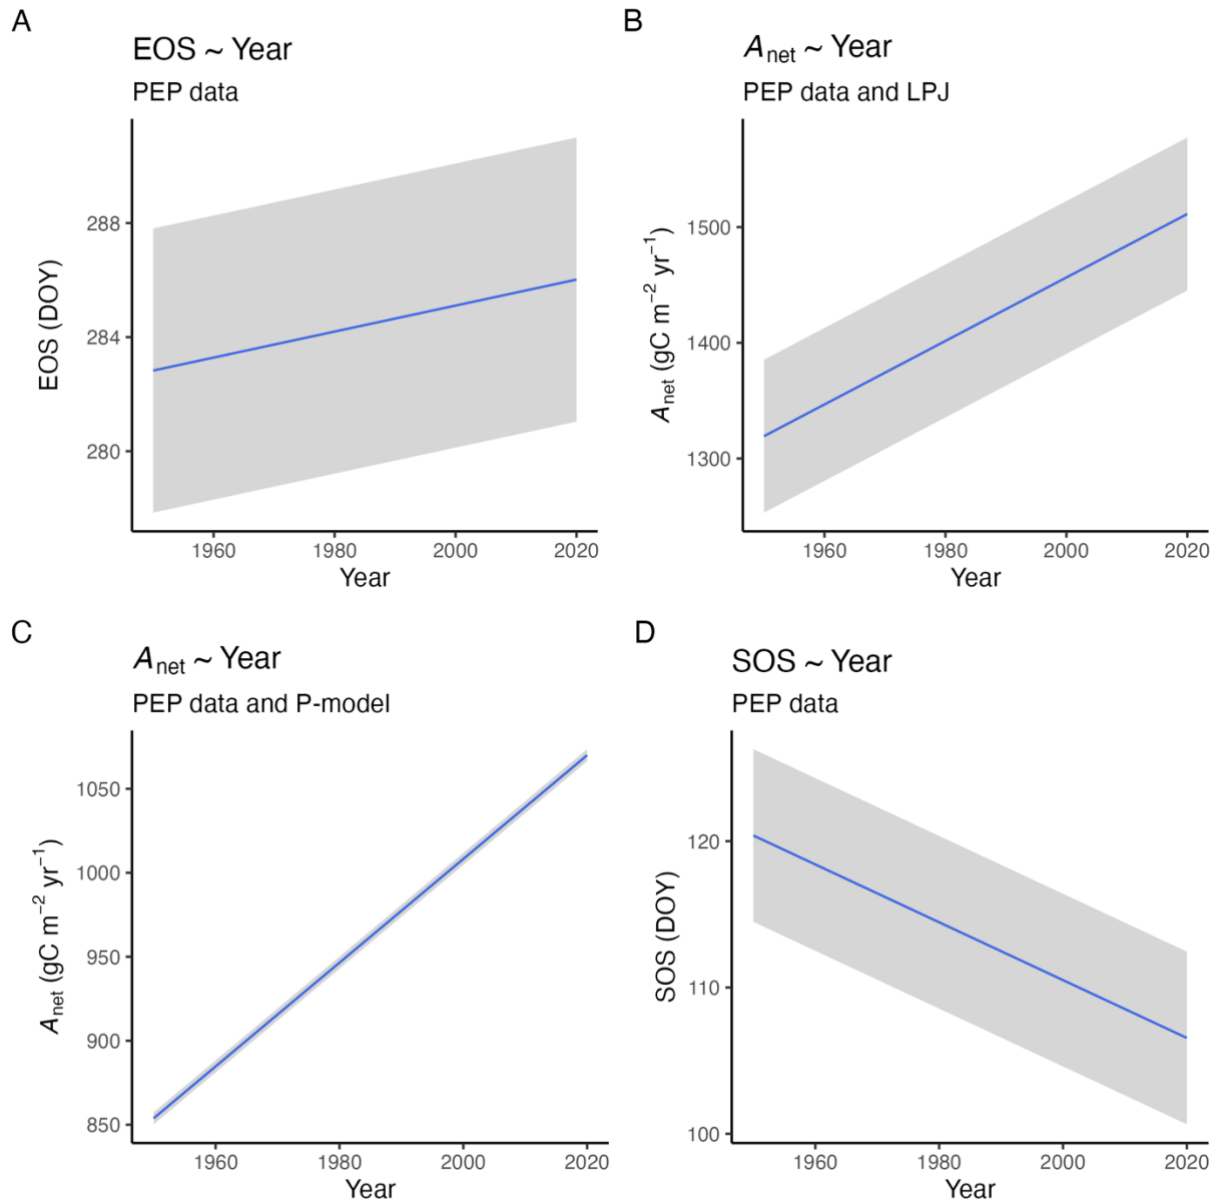 A
EOS ~ Year
PEP data
EOS (DOY)
288
284
280
1960 1980 2000 2020
Year
B
Anet ~ Year
PEP data and LPJ
Anet (gC m−2 yr−1)
1500
1400
1300
1960 1980 2000 2020
Year
C
Anet ~ Year
PEP data and P-model
Anet (gC m−2 yr−1)
1050
1000
950
900
850
1960 1980 2000 2020
Year
D
SOS ~ Year
PEP data
SOS (DOY)
120
110
100
1960 1980 2000 2020
Year